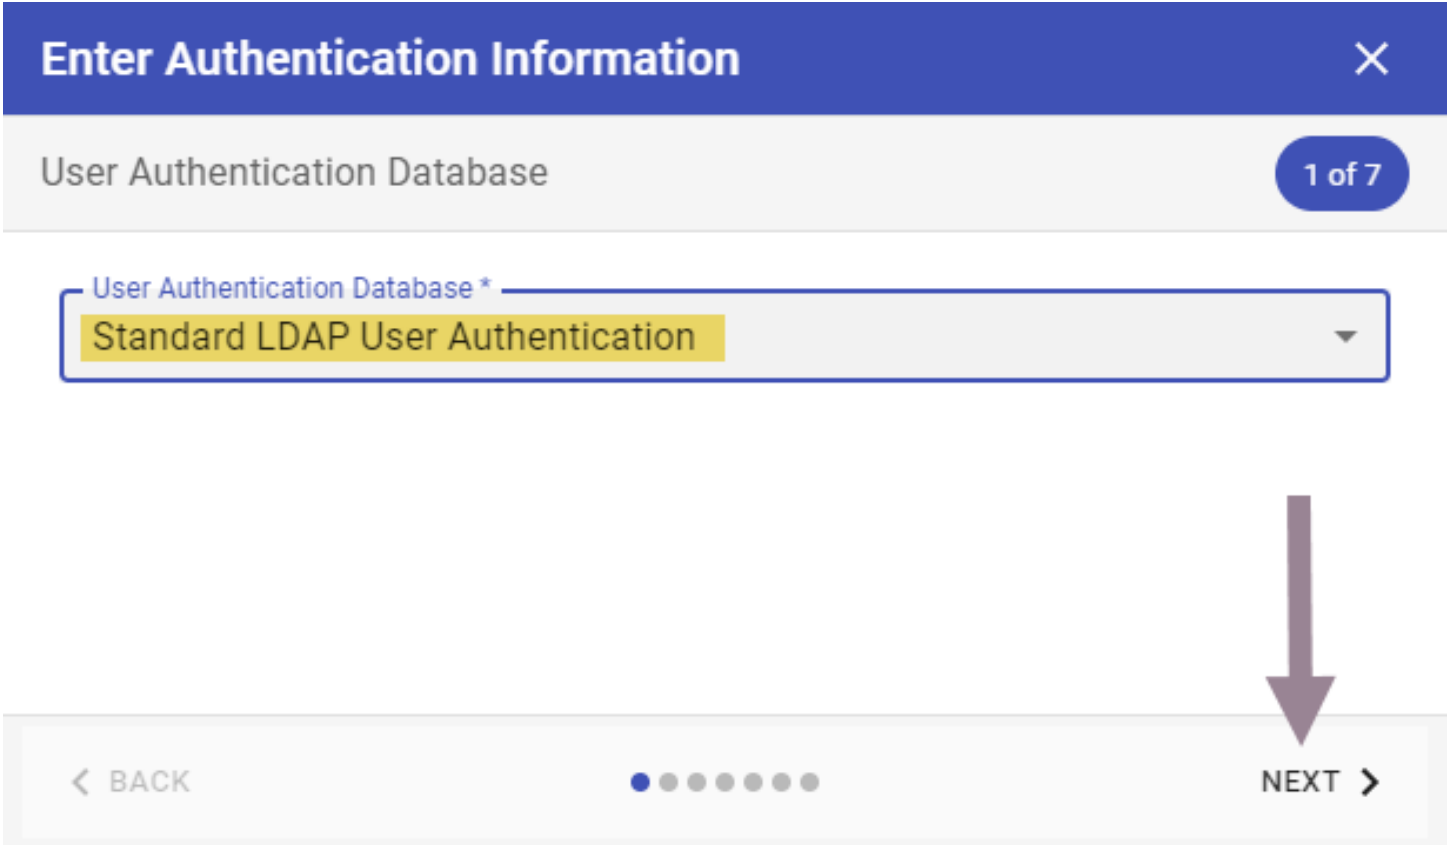 Enter Authentication Information
User Authentication Database
1 of 7
User Authentication Database *
Standard LDAP User Authentication
BACK
NEXT